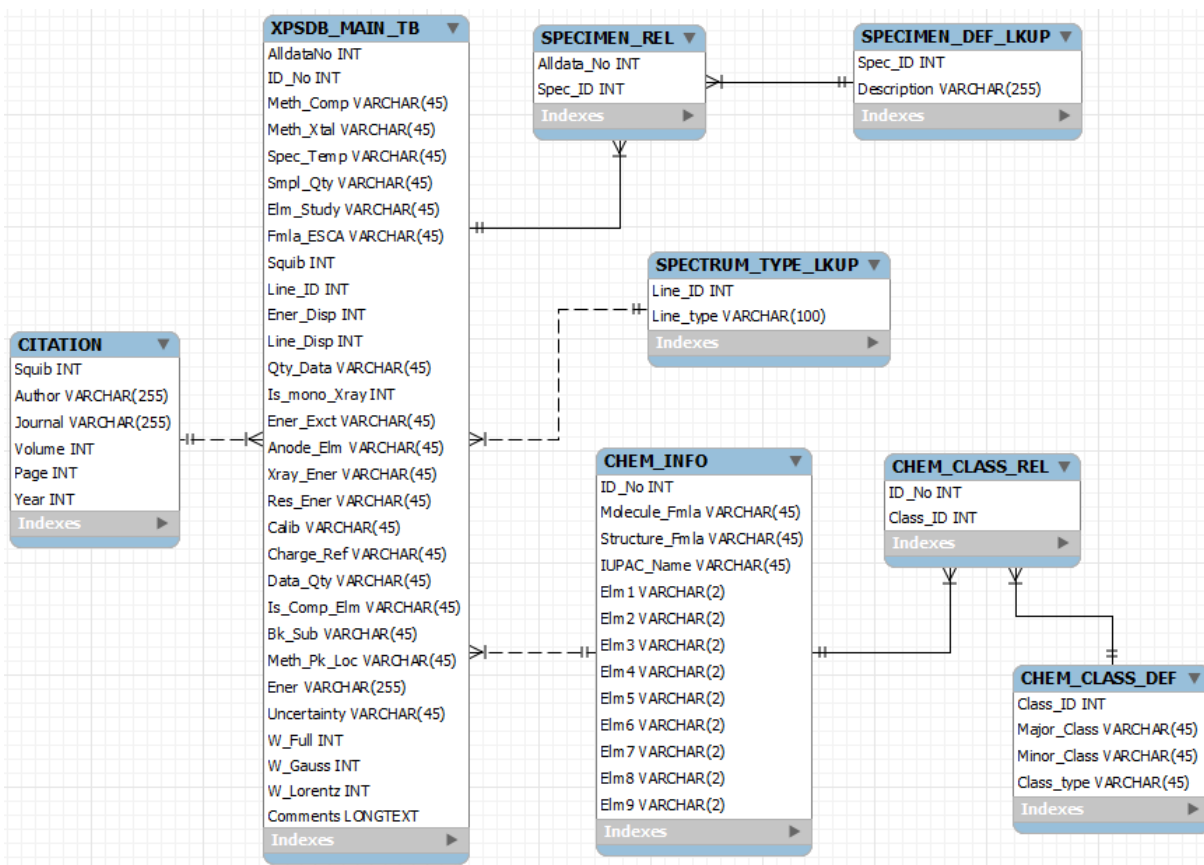 XPSDB_MAIN_TB
AlldataNo INT
ID_No INT
Meth_Comp VARCHAR(45)
Meth_Xtal VARCHAR(45)
Spec_Temp VARCHAR(45)
Smpl_Qty VARCHAR(45)
Elm_Study VARCHAR(45)
Fmla_ESCA VARCHAR(45)
Squib INT
Line_ID INT
Ener_Disp INT
Line_Disp INT
Qty_Data VARCHAR(45)
Is_mono_Xray INT
Ener_Exct VARCHAR(45)
Anode_Elm VARCHAR(45)
Xray_Ener VARCHAR(45)
Res_Ener VARCHAR(45)
Calib VARCHAR(45)
Charge_Ref VARCHAR(45)
Data_Qty VARCHAR(45)
Is_Comp_Elm VARCHAR(45)
Bk_Sub VARCHAR(45)
Meth_Pk_Loc VARCHAR(45)
Ener VARCHAR(255)
Uncertainty VARCHAR(45)
W_Full INT
W_Gauss INT
W_Lorentz INT
Comments LONGTEXT
Indexes
SPECIMEN_REL
Alldata_No INT
Spec_ID INT
Indexes
SPECIMEN_DEF_LKUP
Spec_ID INT
Description VARCHAR(255)
Indexes
SPECTRUM_TYPE_LKUP
Line_ID INT
Line_type VARCHAR(100)
Indexes
CITATION
Squib INT
Author VARCHAR(255)
Journal VARCHAR(255)
Volume INT
Page INT
Year INT
Indexes
CHEM_INFO
ID_No INT
Molecule_Fmla VARCHAR(45)
Structure_Fmla VARCHAR(45)
IUPAC_Name VARCHAR(45)
Elm1 VARCHAR(2)
Elm2 VARCHAR(2)
Elm3 VARCHAR(2)
Elm4 VARCHAR(2)
Elm5 VARCHAR(2)
Elm6 VARCHAR(2)
Elm7 VARCHAR(2)
Elm8 VARCHAR(2)
Elm9 VARCHAR(2)
Indexes
CHEM_CLASS_REL
ID_No INT
Class_ID INT
Indexes
CHEM_CLASS_DEF
Class_ID INT
Major_Class VARCHAR(45)
Minor_Class VARCHAR(45)
Class_type VARCHAR(45)
Indexes